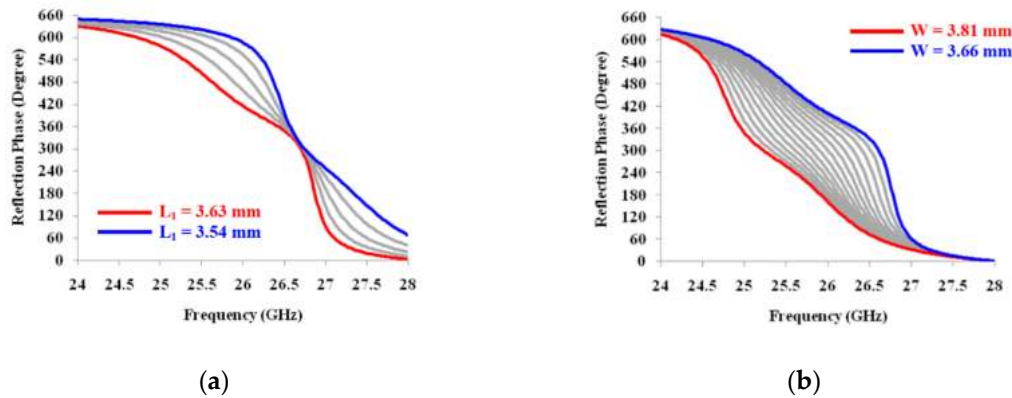 660
600
540
480
420
360
300
240
180
120
60
0
Reflection Phase (Degree)
L₁ = 3.63 mm
L₁ = 3.54 mm
24 24.5 25 25.5 26 26.5 27 27.5 28
Frequency (GHz)
(a)
660
600
540
480
420
360
300
240
180
120
60
0
Reflection Phase (Degree)
W = 3.81 mm
W = 3.66 mm
24 24.5 25 25.5 26 26.5 27 27.5 28
Frequency (GHz)
(b)